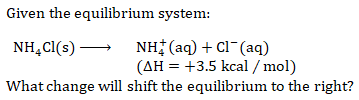 Given the equilibrium system:
NH₄Cl(s) ⟶ NH₄⁺(aq) + Cl⁻(aq)
(ΔH = +3.5 kcal / mol)
What change will shift the equilibrium to the right?